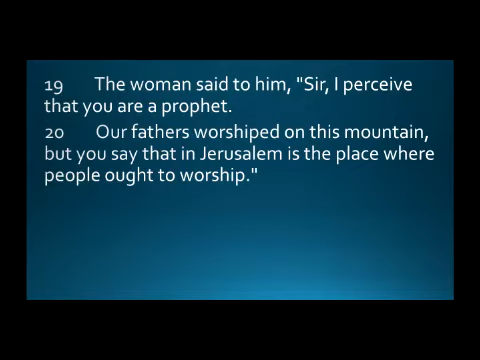 19 The woman said to him, "Sir, I perceive
that you are a prophet.
20 Our fathers worshiped on this mountain,
but you say that in Jerusalem is the place where
people ought to worship."